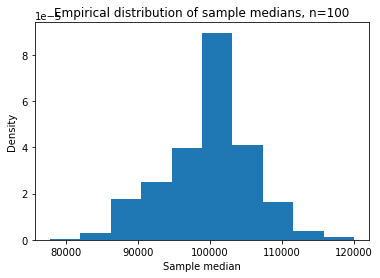 Empirical distribution of sample medians, n=100
1e−5
8
6
4
2
0
Density
80000 90000 100000 110000 120000
Sample median